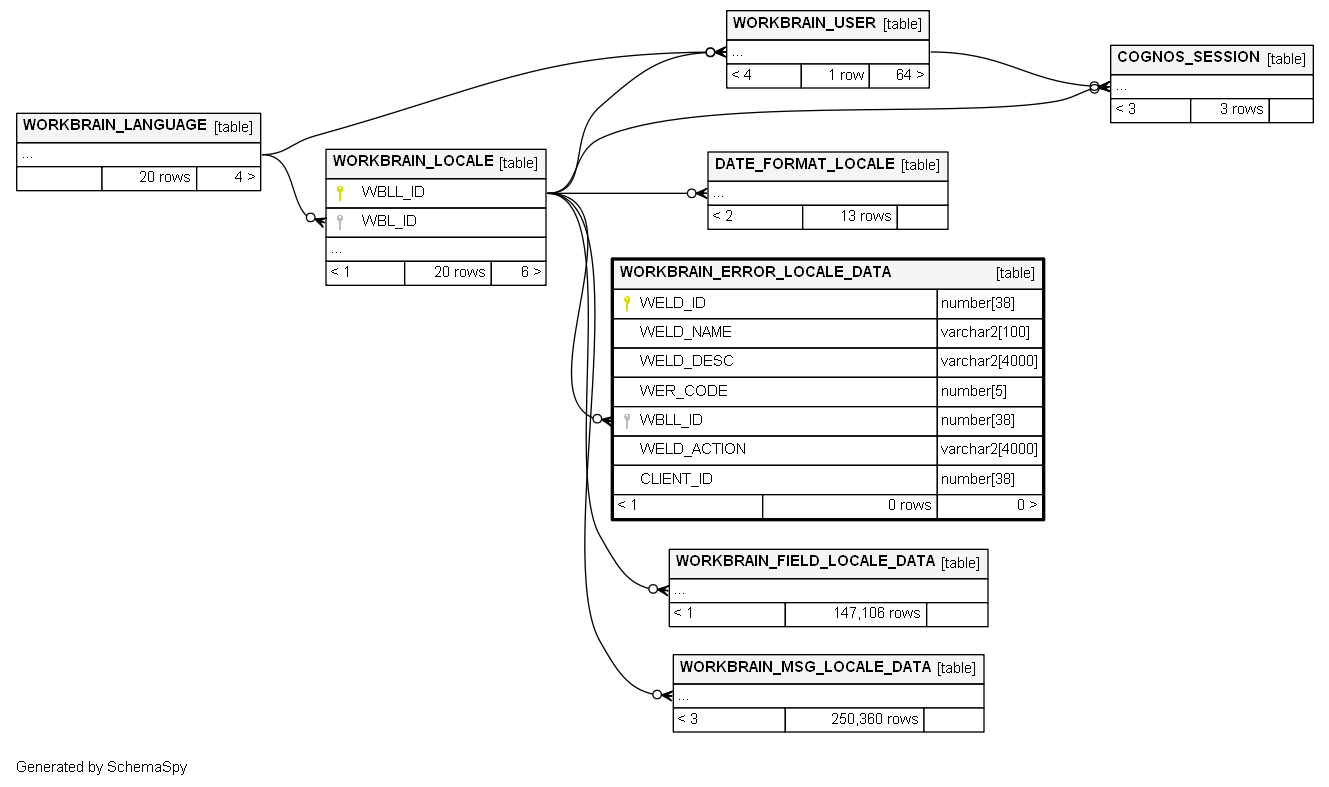 WORKBRAIN_USER [table]
...
< 4 1 row 64 >
COGNOS_SESSION [table]
...
< 3 3 rows
WORKBRAIN_LANGUAGE [table]
...
20 rows 4 >
WORKBRAIN_LOCALE [table]
WBLL_ID
WBL_ID
...
< 1 20 rows 6 >
DATE_FORMAT_LOCALE [table]
...
< 2 13 rows
WORKBRAIN_ERROR_LOCALE_DATA [table]
WELD_ID number[38]
WELD_NAME varchar2[100]
WELD_DESC varchar2[4000]
WER_CODE number[5]
WBLL_ID number[38]
WELD_ACTION varchar2[4000]
CLIENT_ID number[38]
< 1 0 rows 0 >
WORKBRAIN_FIELD_LOCALE_DATA [table]
...
< 1 147,106 rows
WORKBRAIN_MSG_LOCALE_DATA [table]
...
< 3 250,360 rows
Generated by SchemaSpy